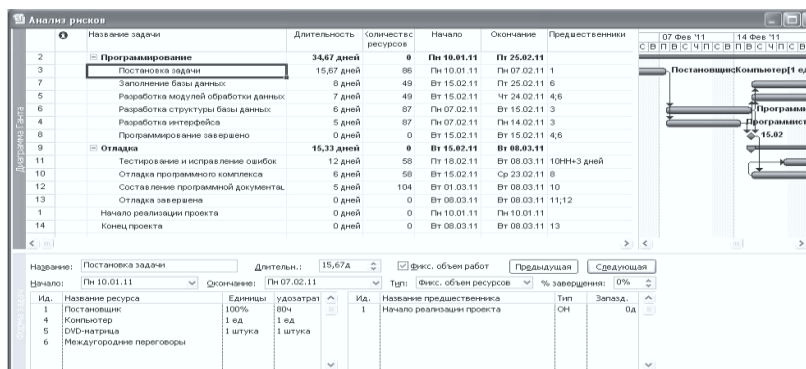 Анализ рисков
Название задачи Длительность Количество ресурсов Начало Окончание Предшественники 07 Фев '11 14 Фев '11
С В П В С Ч П С В П В С Ч П С
2 Программирование 34,67 дней 0 Пн 10.01.11 Пт 25.02.11
3 Постановка задачи 15,67 дней 86 Пн 10.01.11 Пн 07.02.11 1 Постановщик;Компьютер[1 ед
7 Заполнение базы данных 8 дней 49 Вт 15.02.11 Пт 25.02.11 6
5 Разработка модулей обработки данных 7 дней 49 Вт 15.02.11 Чт 24.02.11 4;6
6 Разработка структуры базы данных 6 дней 87 Пн 07.02.11 Вт 15.02.11 3 Программи
4 Разработка интерфейса 5 дней 87 Пн 07.02.11 Пн 14.02.11 3 Программист
8 Программирование завершено 0 дней 0 Вт 15.02.11 Вт 15.02.11 4;6 15.02
9 Отладка 15,33 дней 0 Вт 15.02.11 Вт 08.03.11
11 Тестирование и исправление ошибок 12 дней 58 Пт 18.02.11 Вт 08.03.11 10НН+3 дней
10 Отладка программного комплекса 6 дней 58 Вт 15.02.11 Ср 23.02.11 8
12 Составление программной документац 5 дней 104 Вт 01.03.11 Вт 08.03.11 10
13 Отладка завершена 0 дней 0 Вт 08.03.11 Вт 08.03.11 11;12
1 Начало реализации проекта 0 дней 0 Пн 10.01.11 Пн 10.01.11
14 Конец проекта 0 дней 0 Вт 08.03.11 Вт 08.03.11 13
Диаграмма Ганта
Название: Постановка задачи Длительн.: 15,67д Фикс. объем работ Предыдущая Следующая
Начало: Пн 10.01.11 Окончание: Пн 07.02.11 Тип: Фикс. объем ресурсов % завершения: 0%
Ид. Название ресурса Единицы удозатрат Ид. Название предшественника Тип Запазд.
1 Постановщик 100% 80ч 1 Начало реализации проекта ОН 0д
4 Компьютер 1 ед 1 ед
5 DVD-матрица 1 штука 1 штука
6 Междугородние переговоры
Форма задач